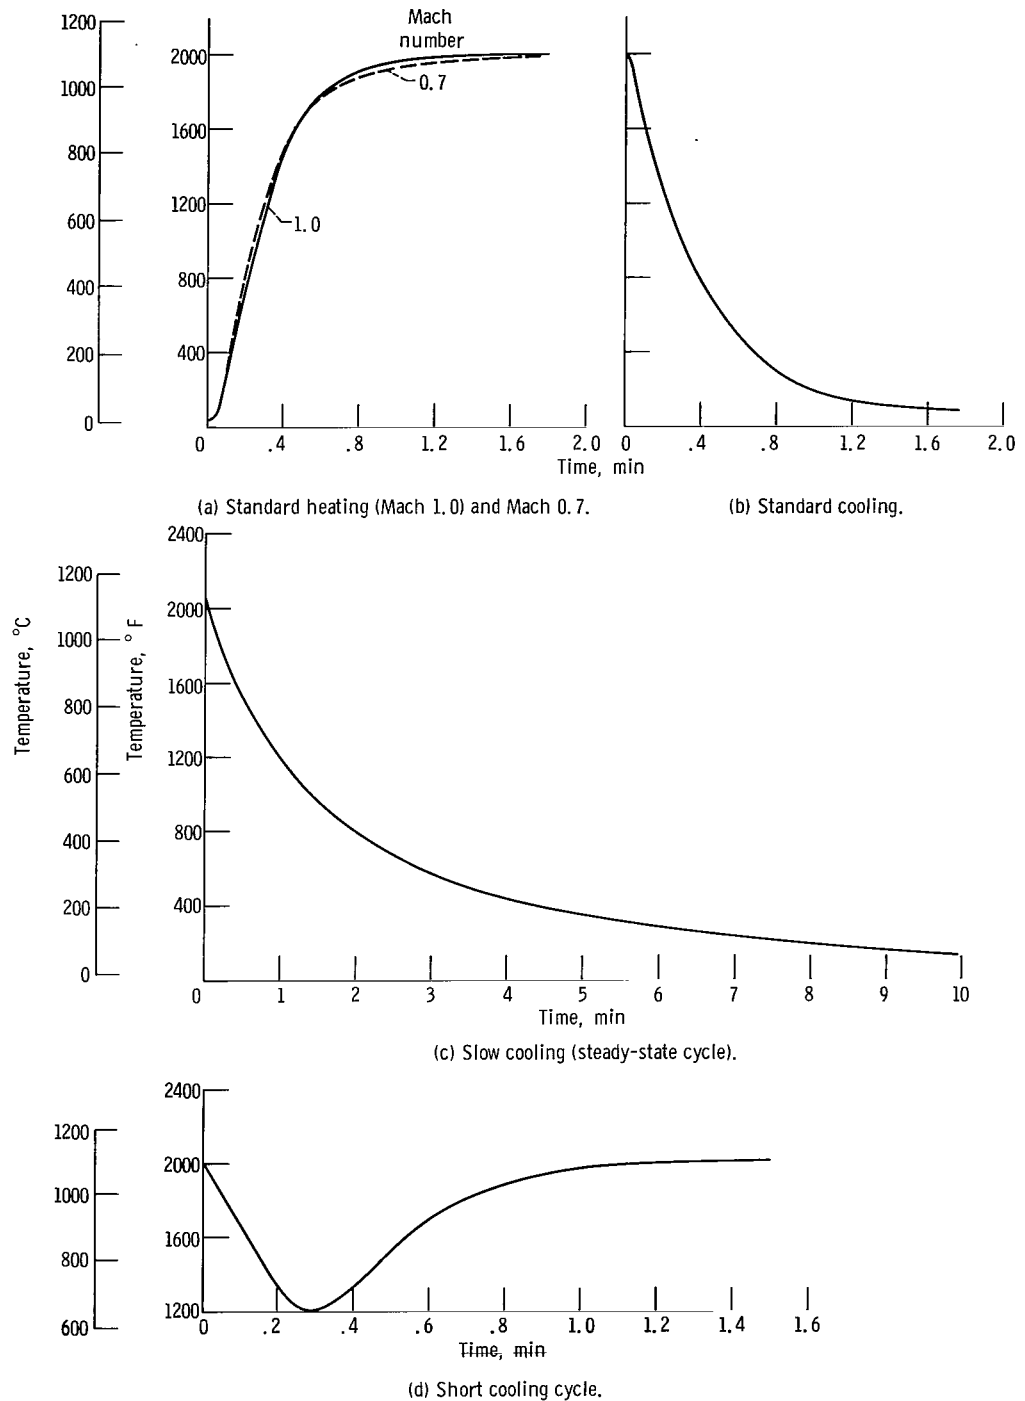 Mach
number
1200
1000
800
600
400
200
0
2000
1600
1200
800
400
0.7
1.0
0 .4 .8 1.2 1.6 2.0
0 .4 .8 1.2 1.6 2.0
Time, min
(a) Standard heating (Mach 1.0) and Mach 0.7.
(b) Standard cooling.
Temperature, °C
Temperature, °F
1200
1000
800
600
400
200
0
2400
2000
1600
1200
800
400
0 1 2 3 4 5 6 7 8 9 10
Time, min
(c) Slow cooling (steady-state cycle).
1200
1000
800
600
2400
2000
1600
1200
0 .2 .4 .6 .8 1.0 1.2 1.4 1.6
Time, min
(d) Short cooling cycle.